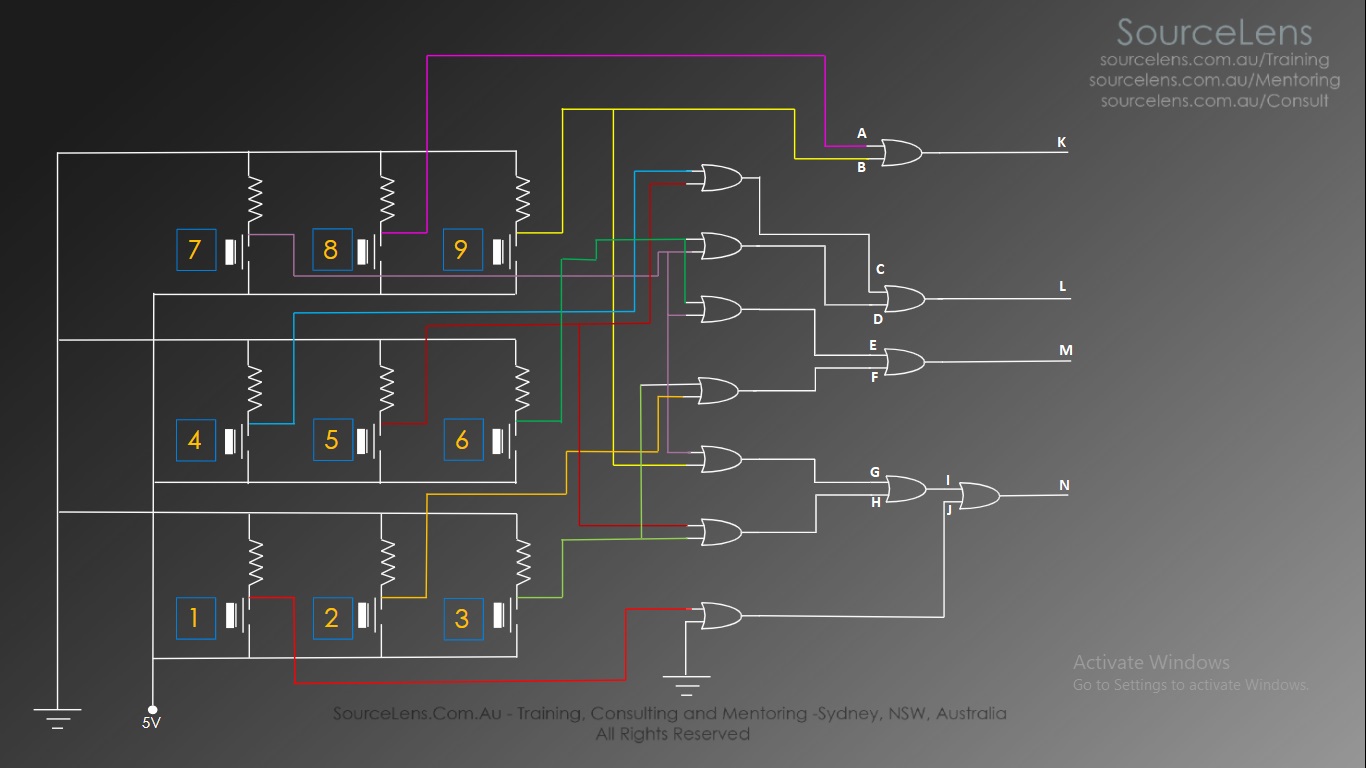 SourceLens
sourcelens.com.au/Training
sourcelens.com.au/Mentoring
sourcelens.com.au/Consult
A
B
K
7
8
9
C
D
L
E
F
M
4
5
6
G
H
I
J
N
1
2
3
5V
Activate Windows
Go to Settings to activate Windows.
SourceLens.Com.Au - Training, Consulting and Mentoring -Sydney, NSW, Australia
All Rights Reserved